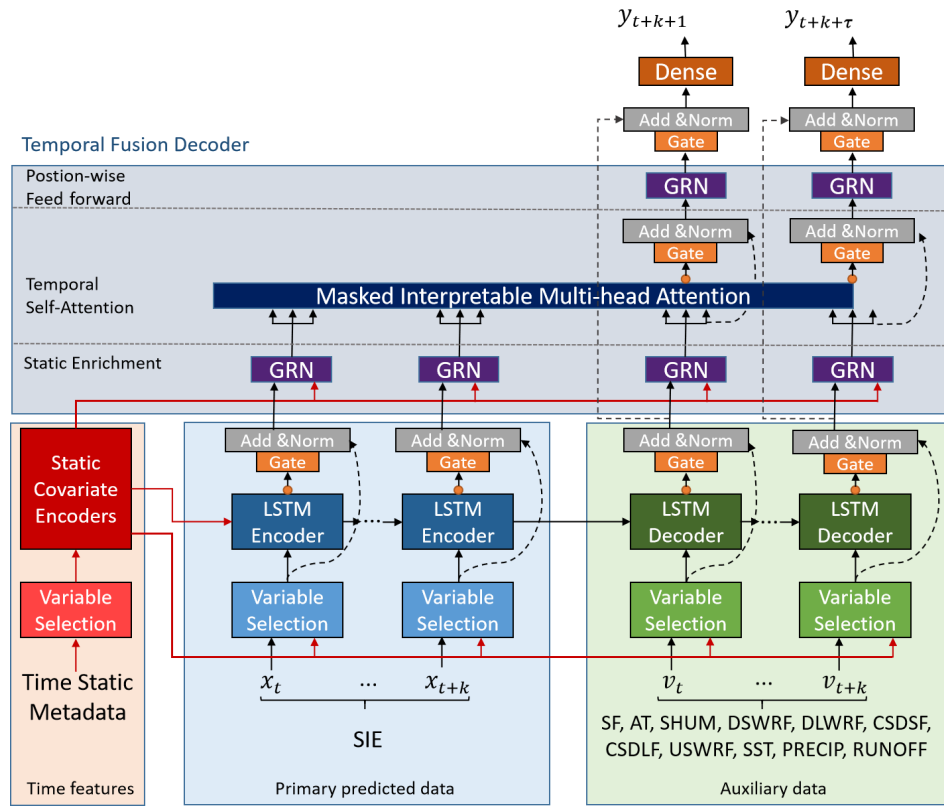 y_{t+k+1} y_{t+k+τ}
Dense Dense
Add &Norm Add &Norm
Gate Gate
Temporal Fusion Decoder
Postion-wise
Feed forward
GRN GRN
Add &Norm Add &Norm
Gate Gate
Temporal
Self-Attention
Masked Interpretable Multi-head Attention
Static Enrichment
GRN GRN GRN GRN
Add &Norm Add &Norm Add &Norm Add &Norm
Gate Gate Gate Gate
Static
Covariate
Encoders
LSTM
Encoder
...
LSTM
Encoder
LSTM
Decoder
...
LSTM
Decoder
Variable
Selection
Variable
Selection
Variable
Selection
Variable
Selection
Variable
Selection
Time Static
Metadata
x_t ... x_{t+k}
v_t ... v_{t+k}
SIE
SF, AT, SHUM, DSWRF, DLWRF, CSDSF,
CSDLF, USWRF, SST, PRECIP, RUNOFF
Time features
Primary predicted data
Auxiliary data